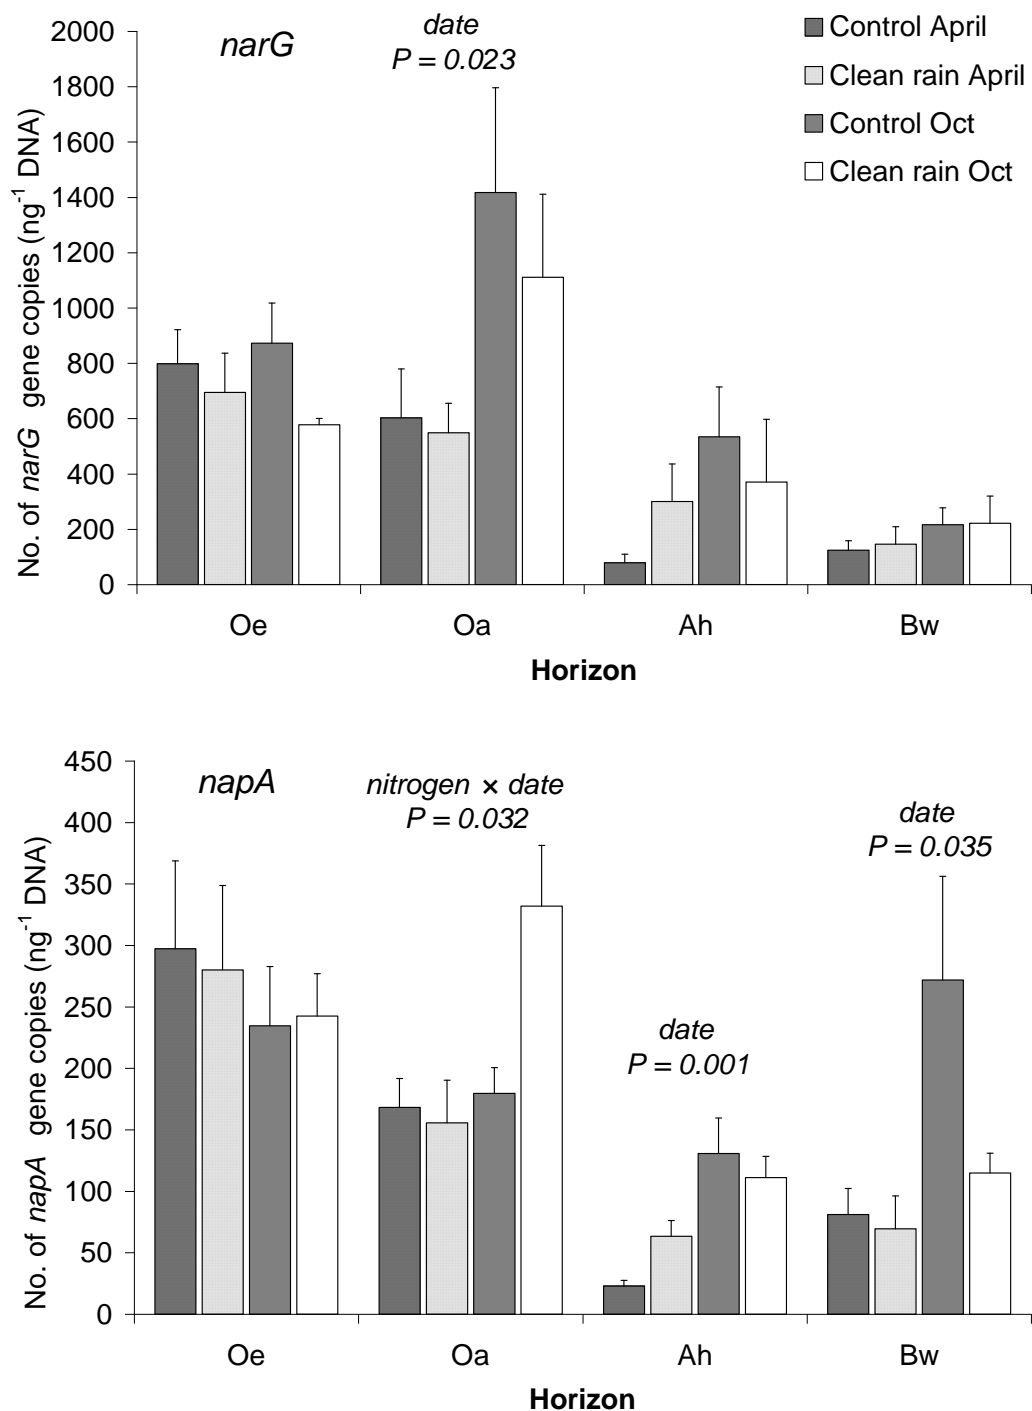 narG
date
P = 0.023
Control April
Clean rain April
Control Oct
Clean rain Oct
No. of narG gene copies (ng⁻¹ DNA)
2000
1800
1600
1400
1200
1000
800
600
400
200
0
Oe Oa Ah Bw
Horizon
napA
nitrogen × date
P = 0.032
date
P = 0.001
date
P = 0.035
No. of napA gene copies (ng⁻¹ DNA)
450
400
350
300
250
200
150
100
50
0
Oe Oa Ah Bw
Horizon